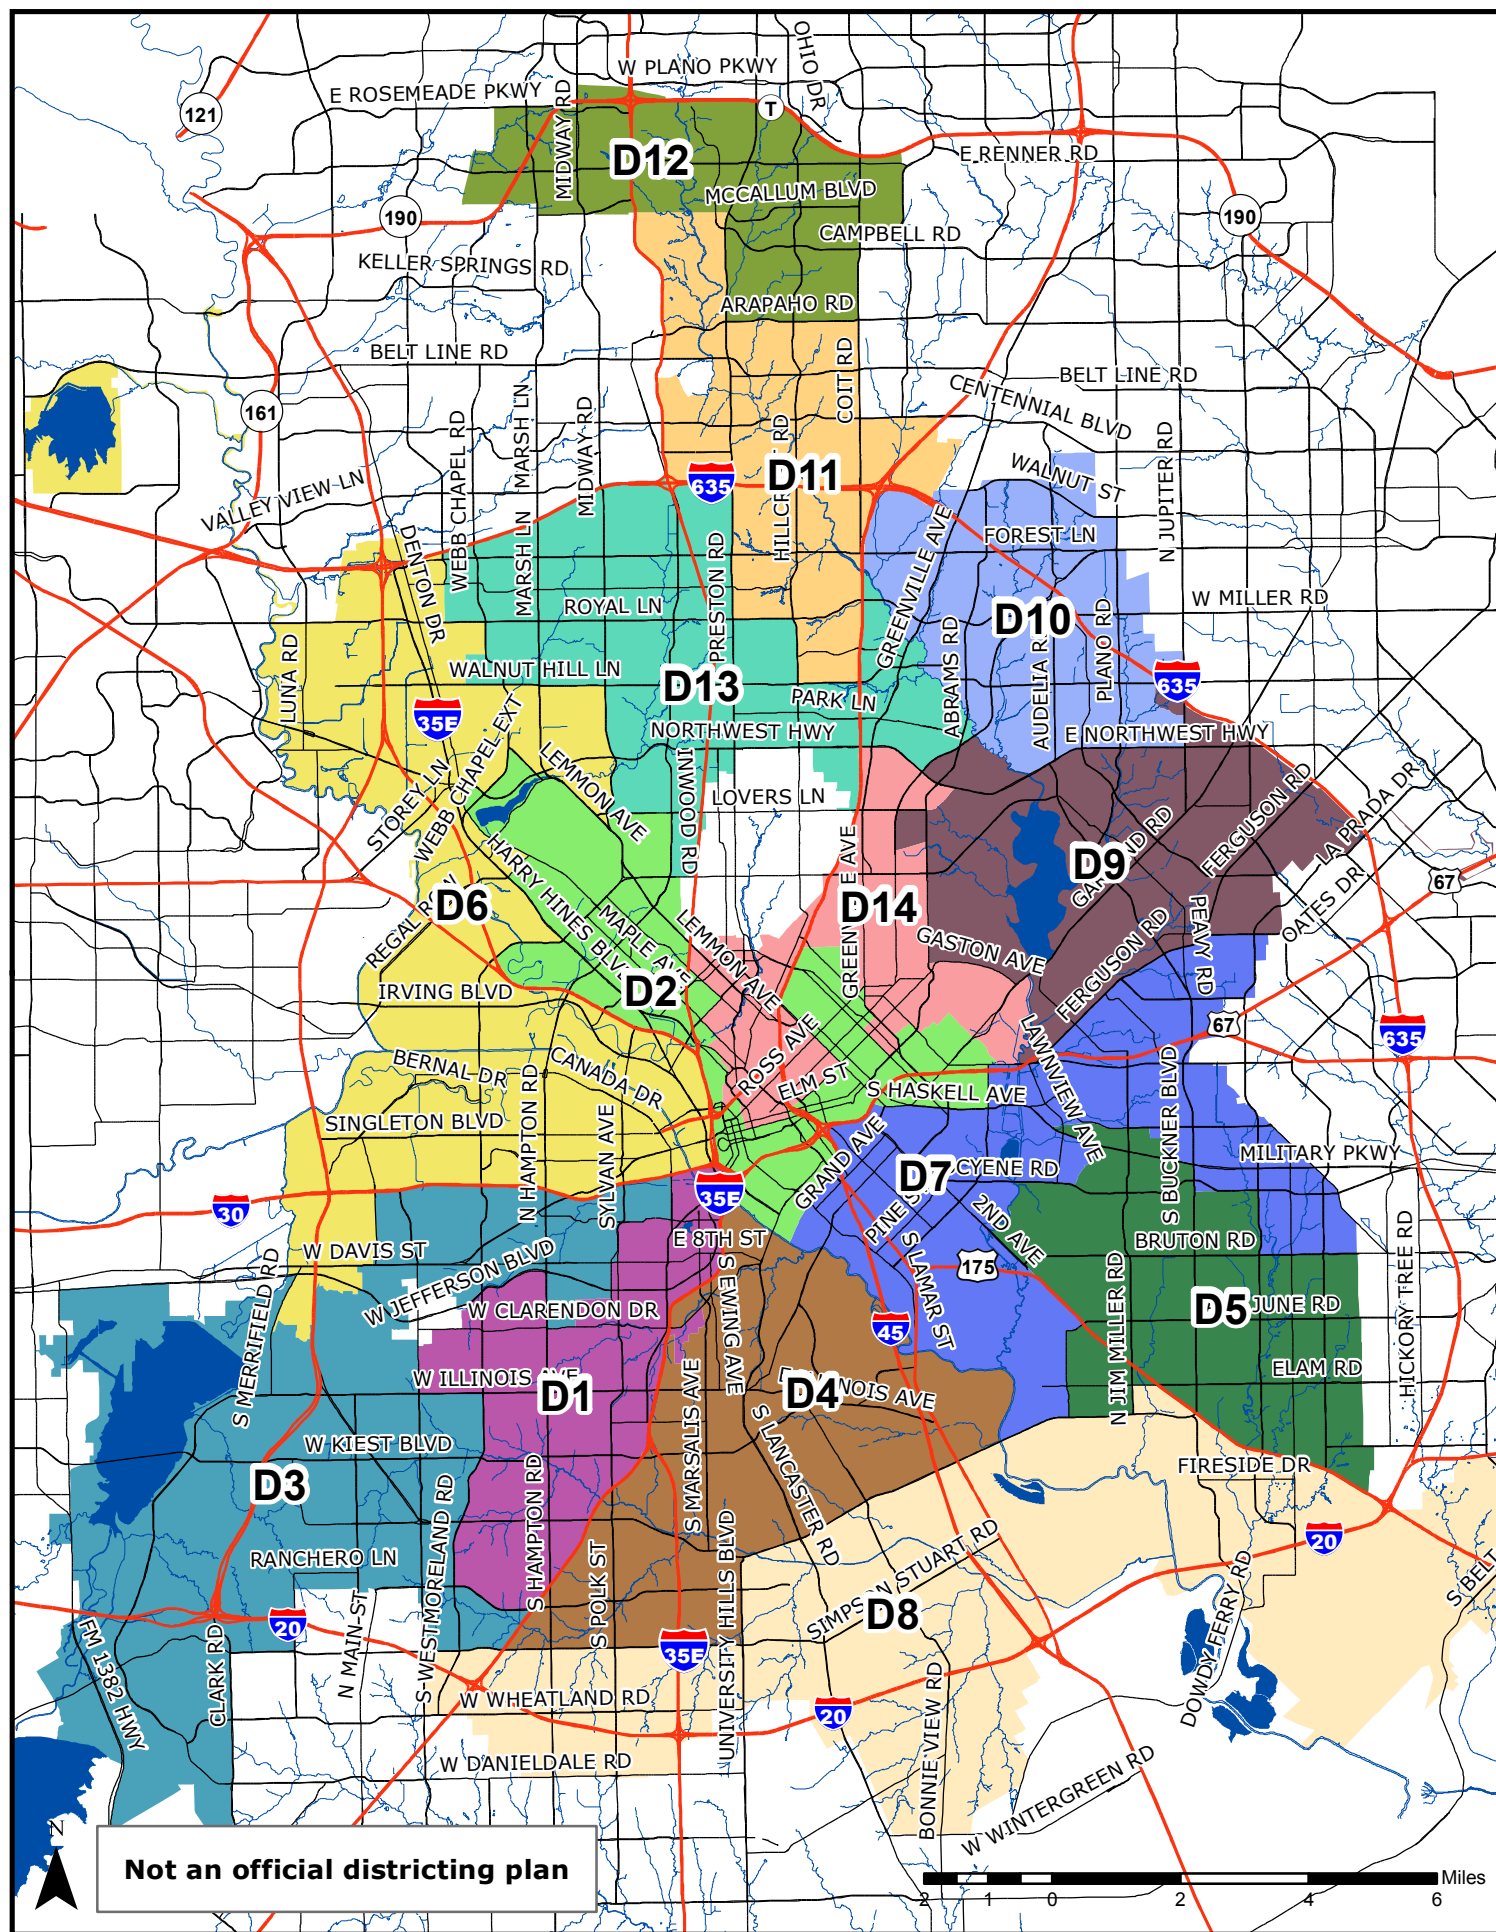 W PLANO PKWY
OHIO DR
E ROSEMEADE PKWY
MIDWAY RD
121
T
D12
E RENNER RD
MCCALLUM BLVD
190
190
CAMPBELL RD
KELLER SPRINGS RD
ARAPAHO RD
BELT LINE RD
COIT RD
BELT LINE RD
161
CENTENNIAL BLVD
MARSH LN
MIDWAY RD
WEBB CHAPEL RD
N JUPITER RD
D11
WALNUT ST
635
VALLEY VIEW LN
MARSH LN
DENTON DR
PRESTON RD
GREENVILLE AVE
FOREST LN
ROYAL LN
D10
W MILLER RD
PLANO RD
ABRAMS RD
LUNA RD
WALNUT HILL LN
D13
PARK LN
635
35E
NORTHWEST HWY
E NORTHWEST HWY
WEBB CHAPEL EXT
LEMMON AVE
INWOOD RD
STOREY LN
LOVERS LN
FERGUSON RD
LA PRADA DR
HARRY HINES BLVD
D9
67
D6
MAPLE AVE
LEMMON AVE
D14
GASTON AVE
FERGUSON RD
PEAVY RD
OATES DR
D2
IRVING BLVD
67
635
ROSS AVE
BERNAL DR
CANADA DR
ELM ST
S HASKELL AVE
LAWNVIEW AVE
S BUCKNER BLVD
SINGLETON BLVD
N HAMPTON RD
SYLVAN AVE
GRAND AVE
MILITARY PKWY
D7
35E
30
2ND AVE
E 8TH ST
W DAVIS ST
BRUTON RD
W JEFFERSON BLVD
175
S LAMAR ST
S MERRIFIELD RD
W CLARENDON DR
S EWING AVE
45
N JIM MILLER RD
D5
JUNE RD
HICKORY TREE RD
ELAM RD
D1
D4
S MARSALIS AVE
S LANCASTER RD
W KIEST BLVD
D3
FIRESIDE DR
S HAMPTON RD
S WESTMORELAND RD
RANCHERO LN
UNIVERSITY HILLS BLVD
20
S POLK ST
D8
N MAIN ST
20
CLARK RD
FM 1382 HWY
35E
DOWDY FERRY RD
W WHEATLAND RD
20
BONNIE VIEW RD
W DANIELDALE RD
W WINTERGREEN RD
N
Not an official districting plan
Miles
2 1 0 2 4 6